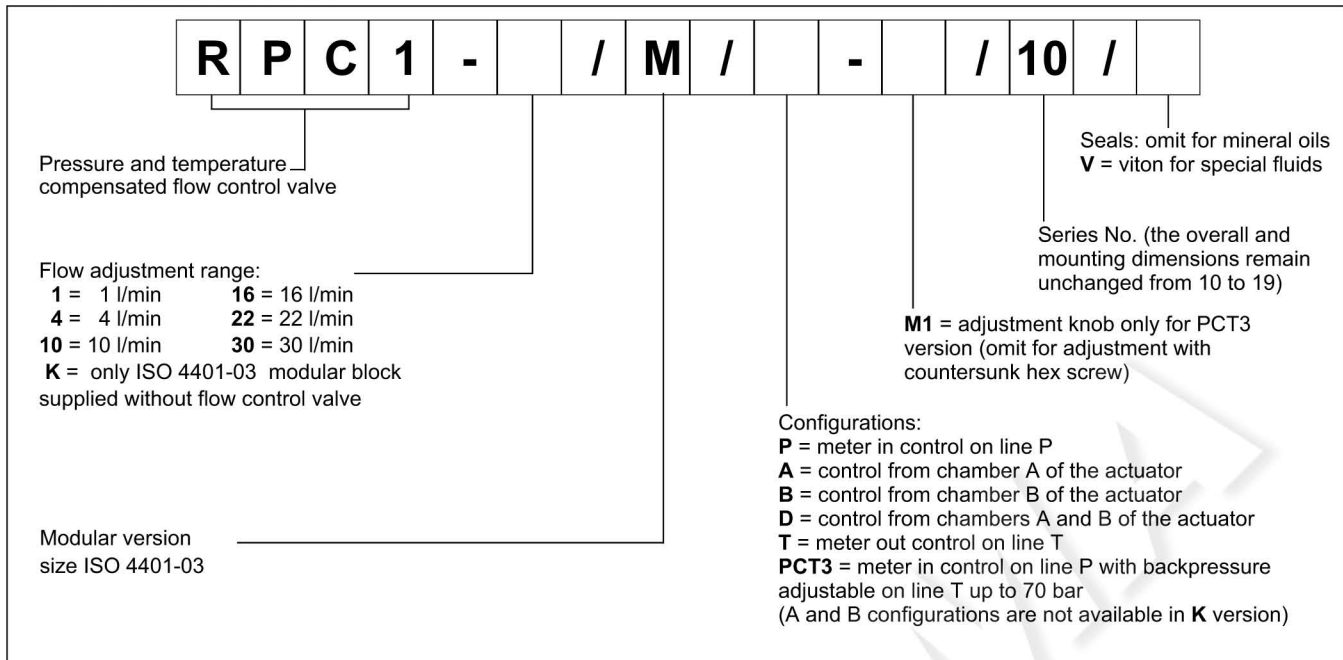 RPC1- / M / - / 10 /
Pressure and temperature
compensated flow control valve
Flow adjustment range:
1 = 1 l/min 16 = 16 l/min
4 = 4 l/min 22 = 22 l/min
10 = 10 l/min 30 = 30 l/min
K = only ISO 4401-03 modular block
supplied without flow control valve
Modular version
size ISO 4401-03
Seals: omit for mineral oils
V = viton for special fluids
Series No. (the overall and
mounting dimensions remain
unchanged from 10 to 19)
M1 = adjustment knob only for PCT3
version (omit for adjustment with
countersunk hex screw)
Configurations:
P = meter in control on line P
A = control from chamber A of the actuator
B = control from chamber B of the actuator
D = control from chambers A and B of the actuator
T = meter out control on line T
PCT3 = meter in control on line P with backpressure
adjustable on line T up to 70 bar
(A and B configurations are not available in K version)